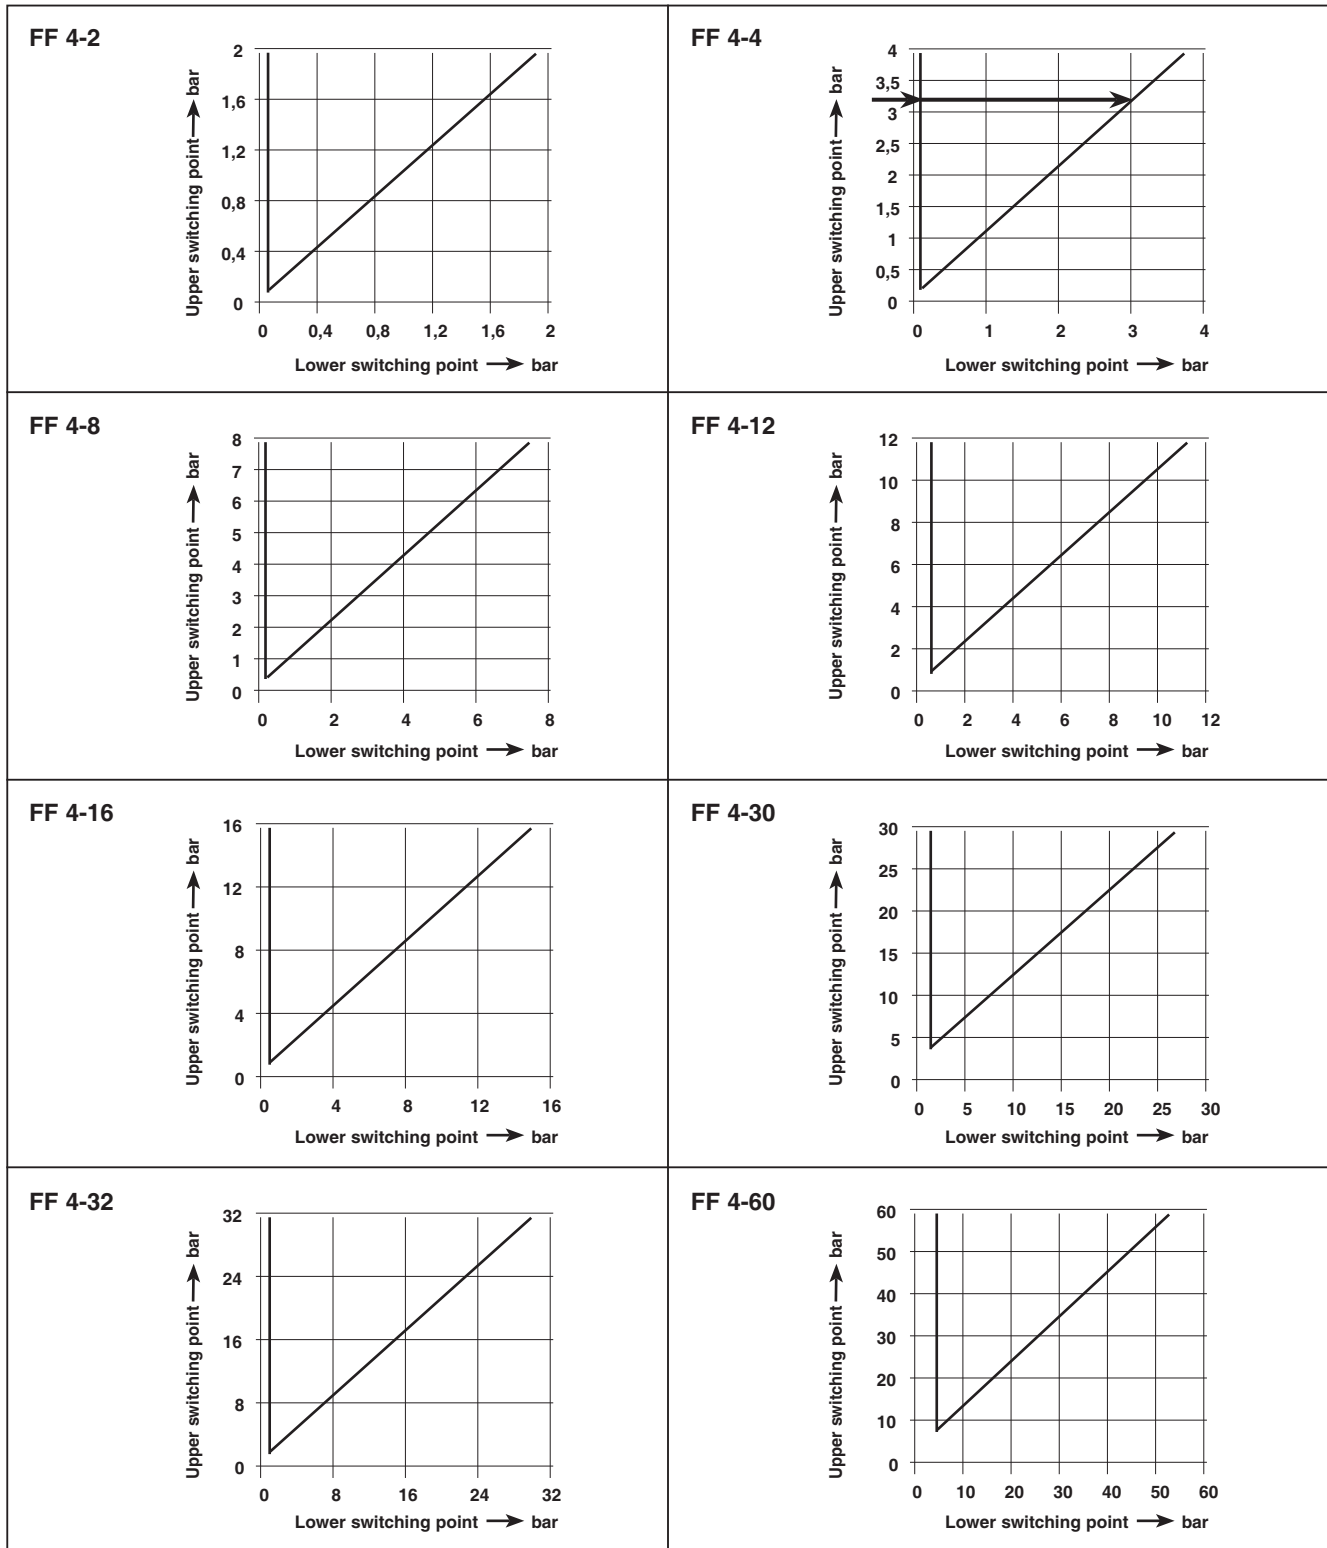 FF 4-2
Upper switching point bar
2
1,6
1,2
0,8
0,4
0
0 0,4 0,8 1,2 1,6 2
Lower switching point bar
FF 4-4
Upper switching point bar
4
3,5
3
2,5
2
1,5
1
0,5
0
0 1 2 3 4
Lower switching point bar
FF 4-8
Upper switching point bar
8
7
6
5
4
3
2
1
0
0 2 4 6 8
Lower switching point bar
FF 4-12
Upper switching point bar
12
10
8
6
4
2
0
0 2 4 6 8 10 12
Lower switching point bar
FF 4-16
Upper switching point bar
16
12
8
4
0
0 4 8 12 16
Lower switching point bar
FF 4-30
Upper switching point bar
30
25
20
15
10
5
0
0 5 10 15 20 25 30
Lower switching point bar
FF 4-32
Upper switching point bar
32
24
16
8
0
0 8 16 24 32
Lower switching point bar
FF 4-60
Upper switching point bar
60
50
40
30
20
10
0
0 10 20 30 40 50 60
Lower switching point bar